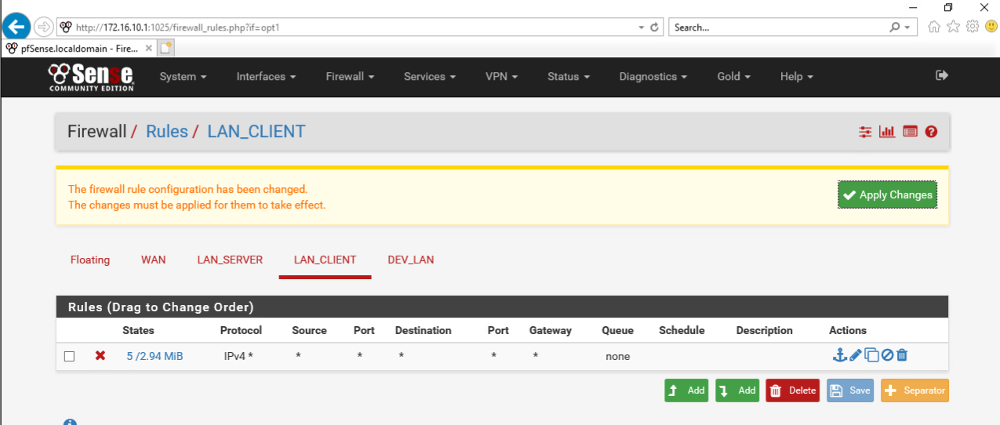 http://172.16.10.1:1025/firewall_rules.php?if=opt1
Search...
pfSense.localdomain - Fire...
Sense
COMMUNITY EDITION
System Interfaces Firewall Services VPN Status Diagnostics Gold Help
Firewall / Rules / LAN_CLIENT
The firewall rule configuration has been changed.
The changes must be applied for them to take effect.
Apply Changes
Floating WAN LAN_SERVER LAN_CLIENT DEV_LAN
Rules (Drag to Change Order)
States Protocol Source Port Destination Port Gateway Queue Schedule Description Actions
5 /2.94 MiB IPv4 * * * * * * none
Add Add Delete Save Separator